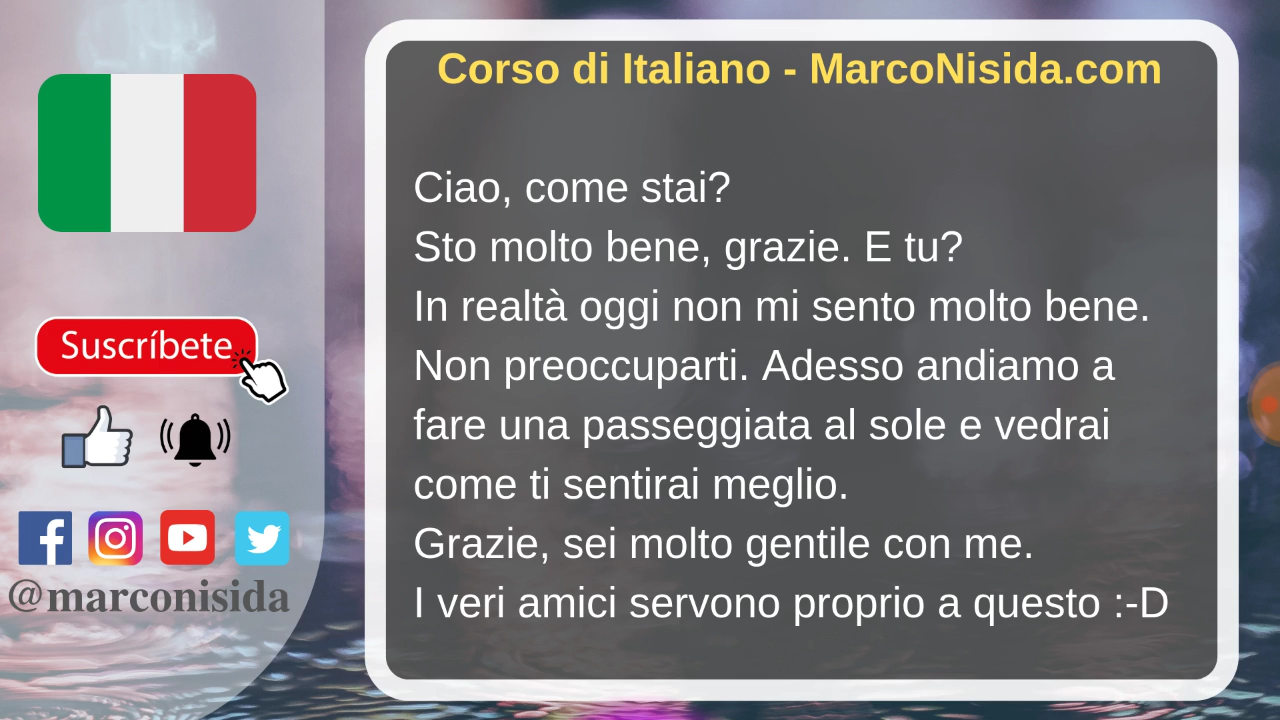 Corso di Italiano - MarcoNisida.com
Ciao, come stai?
Sto molto bene, grazie. E tu?
In realtà oggi non mi sento molto bene.
Non preoccuparti. Adesso andiamo a
fare una passeggiata al sole e vedrai
come ti sentirai meglio.
Grazie, sei molto gentile con me.
I veri amici servono proprio a questo :-D
Suscríbete
@marconisida